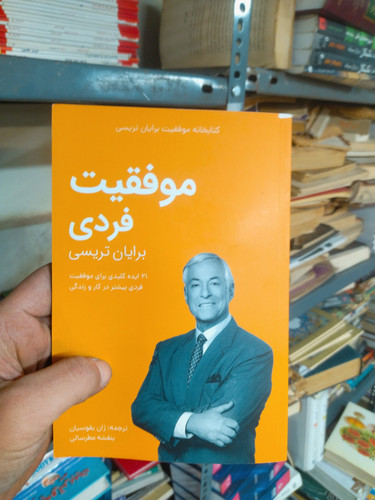 کتابخانه موفقیت برایان تریسی
موفقیت
فردی
برایان تریسی
۲۱ ایده کلیدی برای موفقیت
فردی بیشتر در کار و زندگی
ترجمه: ژان بقوسیان
بنفشه عطرسائی